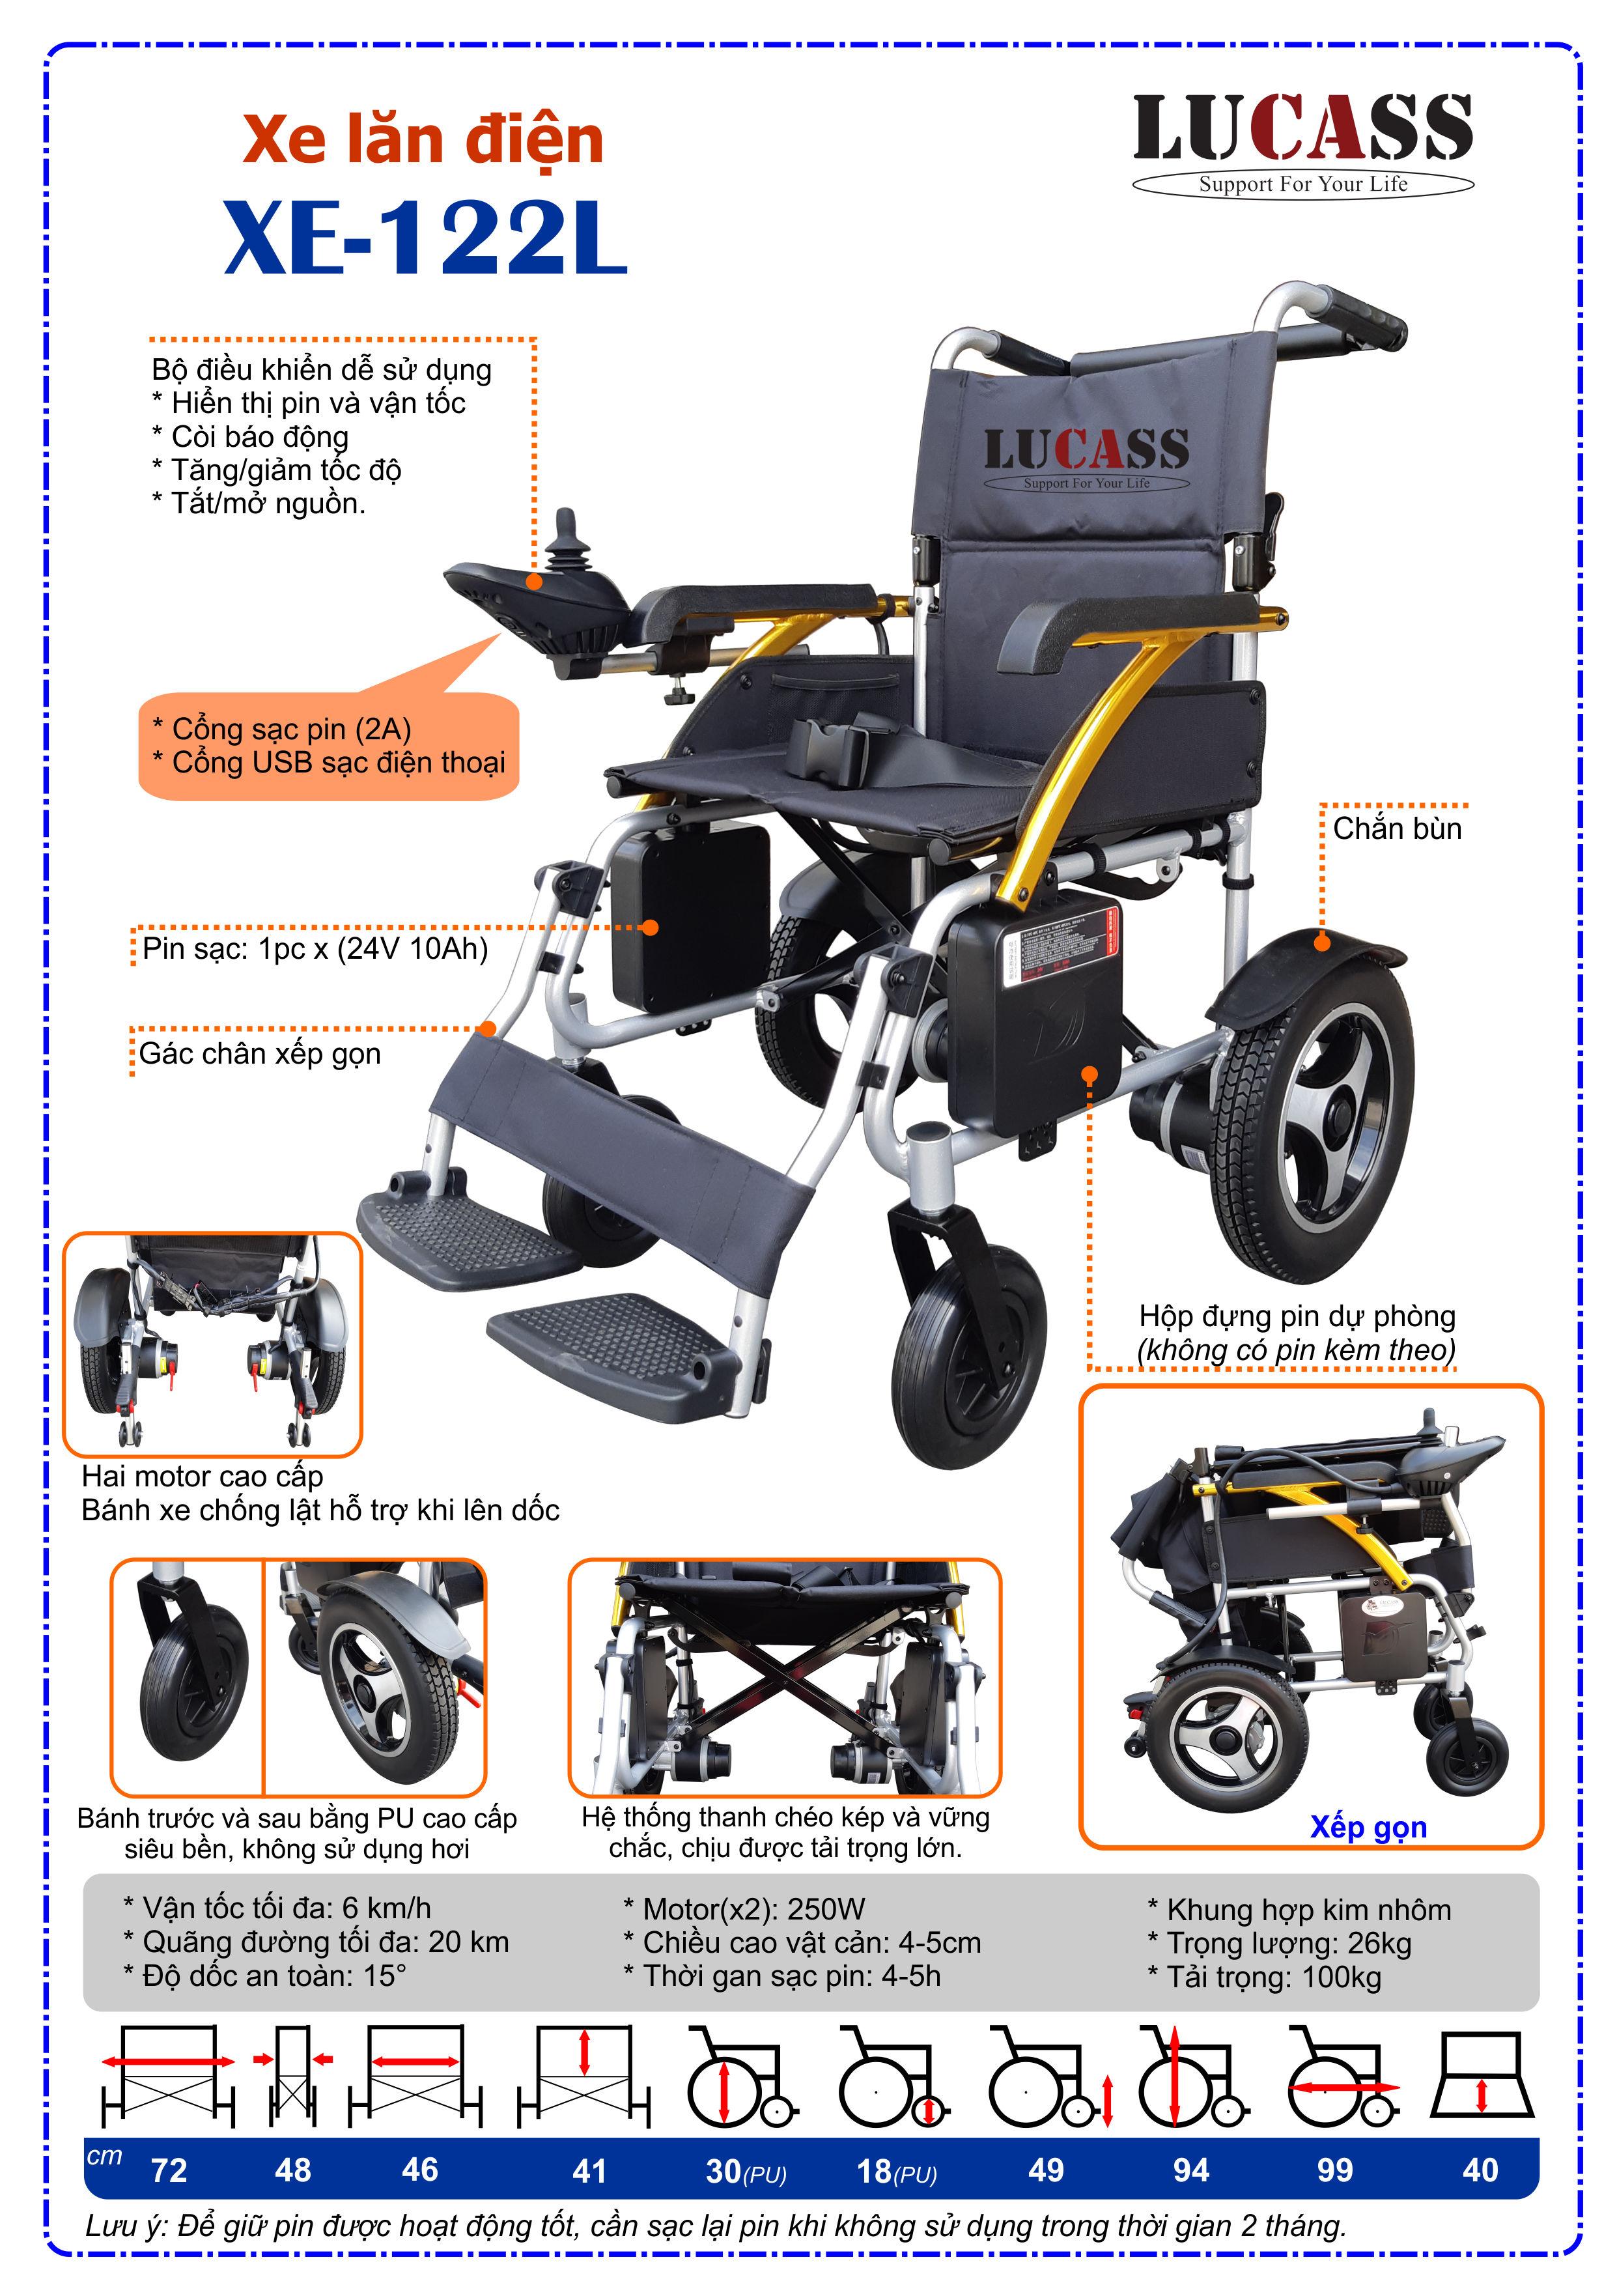 Xe lăn điện
XE-122L
LUCASS
Support For Your Life
Bộ điều khiển dễ sử dụng
* Hiển thị pin và vận tốc
* Còi báo động
* Tăng/giảm tốc độ
* Tắt/mở nguồn.
LUCASS
Support For Your Life
* Cổng sạc pin (2A)
* Cổng USB sạc điện thoại
Chắn bùn
Pin sạc: 1pc x (24V 10Ah)
Gác chân xếp gọn
Hộp đựng pin dự phòng
(không có pin kèm theo)
Hai motor cao cấp
Bánh xe chống lật hỗ trợ khi lên dốc
Bánh trước và sau bằng PU cao cấp
siêu bền, không sử dụng hơi
Hệ thống thanh chéo kép và vững
chắc, chịu được tải trọng lớn.
Xếp gọn
* Vận tốc tối đa: 6 km/h
* Quãng đường tối đa: 20 km
* Độ dốc an toàn: 15°
* Motor(x2): 250W
* Chiều cao vật cản: 4-5cm
* Thời gan sạc pin: 4-5h
* Khung hợp kim nhôm
* Trọng lượng: 26kg
* Tải trọng: 100kg
cm 72 48 46 41 30(PU) 18(PU) 49 94 99 40
Lưu ý: Để giữ pin được hoạt động tốt, cần sạc lại pin khi không sử dụng trong thời gian 2 tháng.